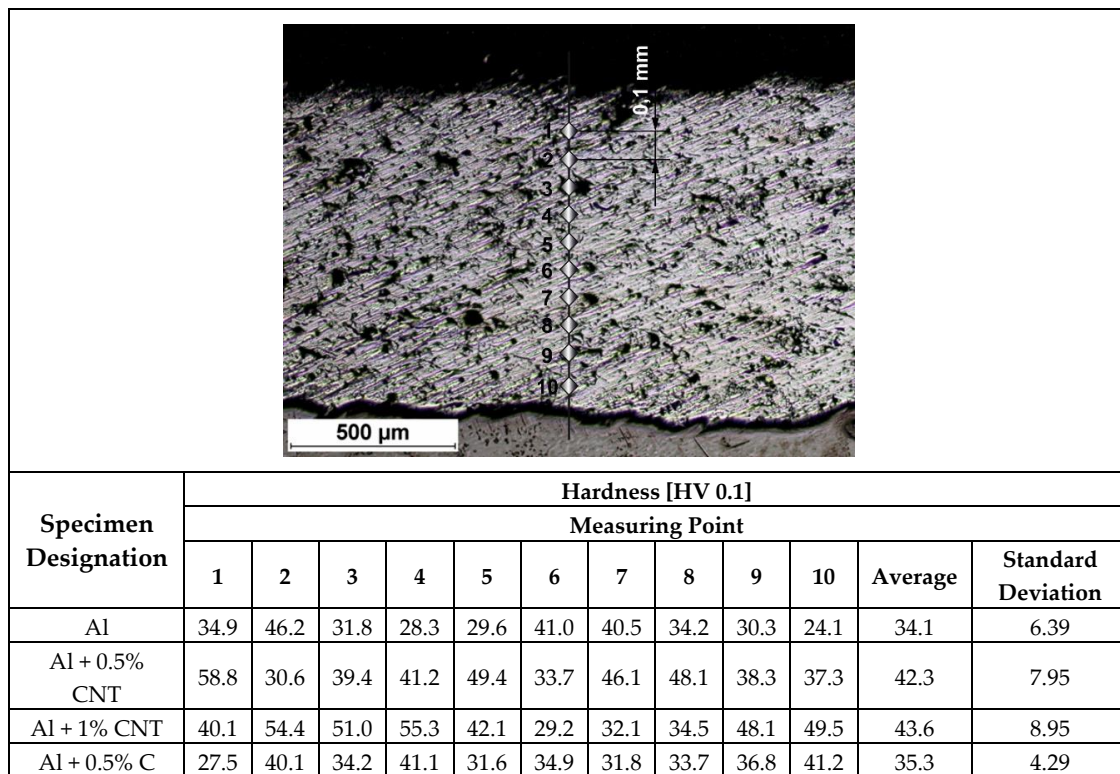 0,1 mm
1
2
3
4
5
6
7
8
9
10
500 µm
Specimen Designation
Hardness [HV 0.1]
Measuring Point
1 2 3 4 5 6 7 8 9 10 Average Standard Deviation
Al 34.9 46.2 31.8 28.3 29.6 41.0 40.5 34.2 30.3 24.1 34.1 6.39
Al + 0.5% CNT 58.8 30.6 39.4 41.2 49.4 33.7 46.1 48.1 38.3 37.3 42.3 7.95
Al + 1% CNT 40.1 54.4 51.0 55.3 42.1 29.2 32.1 34.5 48.1 49.5 43.6 8.95
Al + 0.5% C 27.5 40.1 34.2 41.1 31.6 34.9 31.8 33.7 36.8 41.2 35.3 4.29